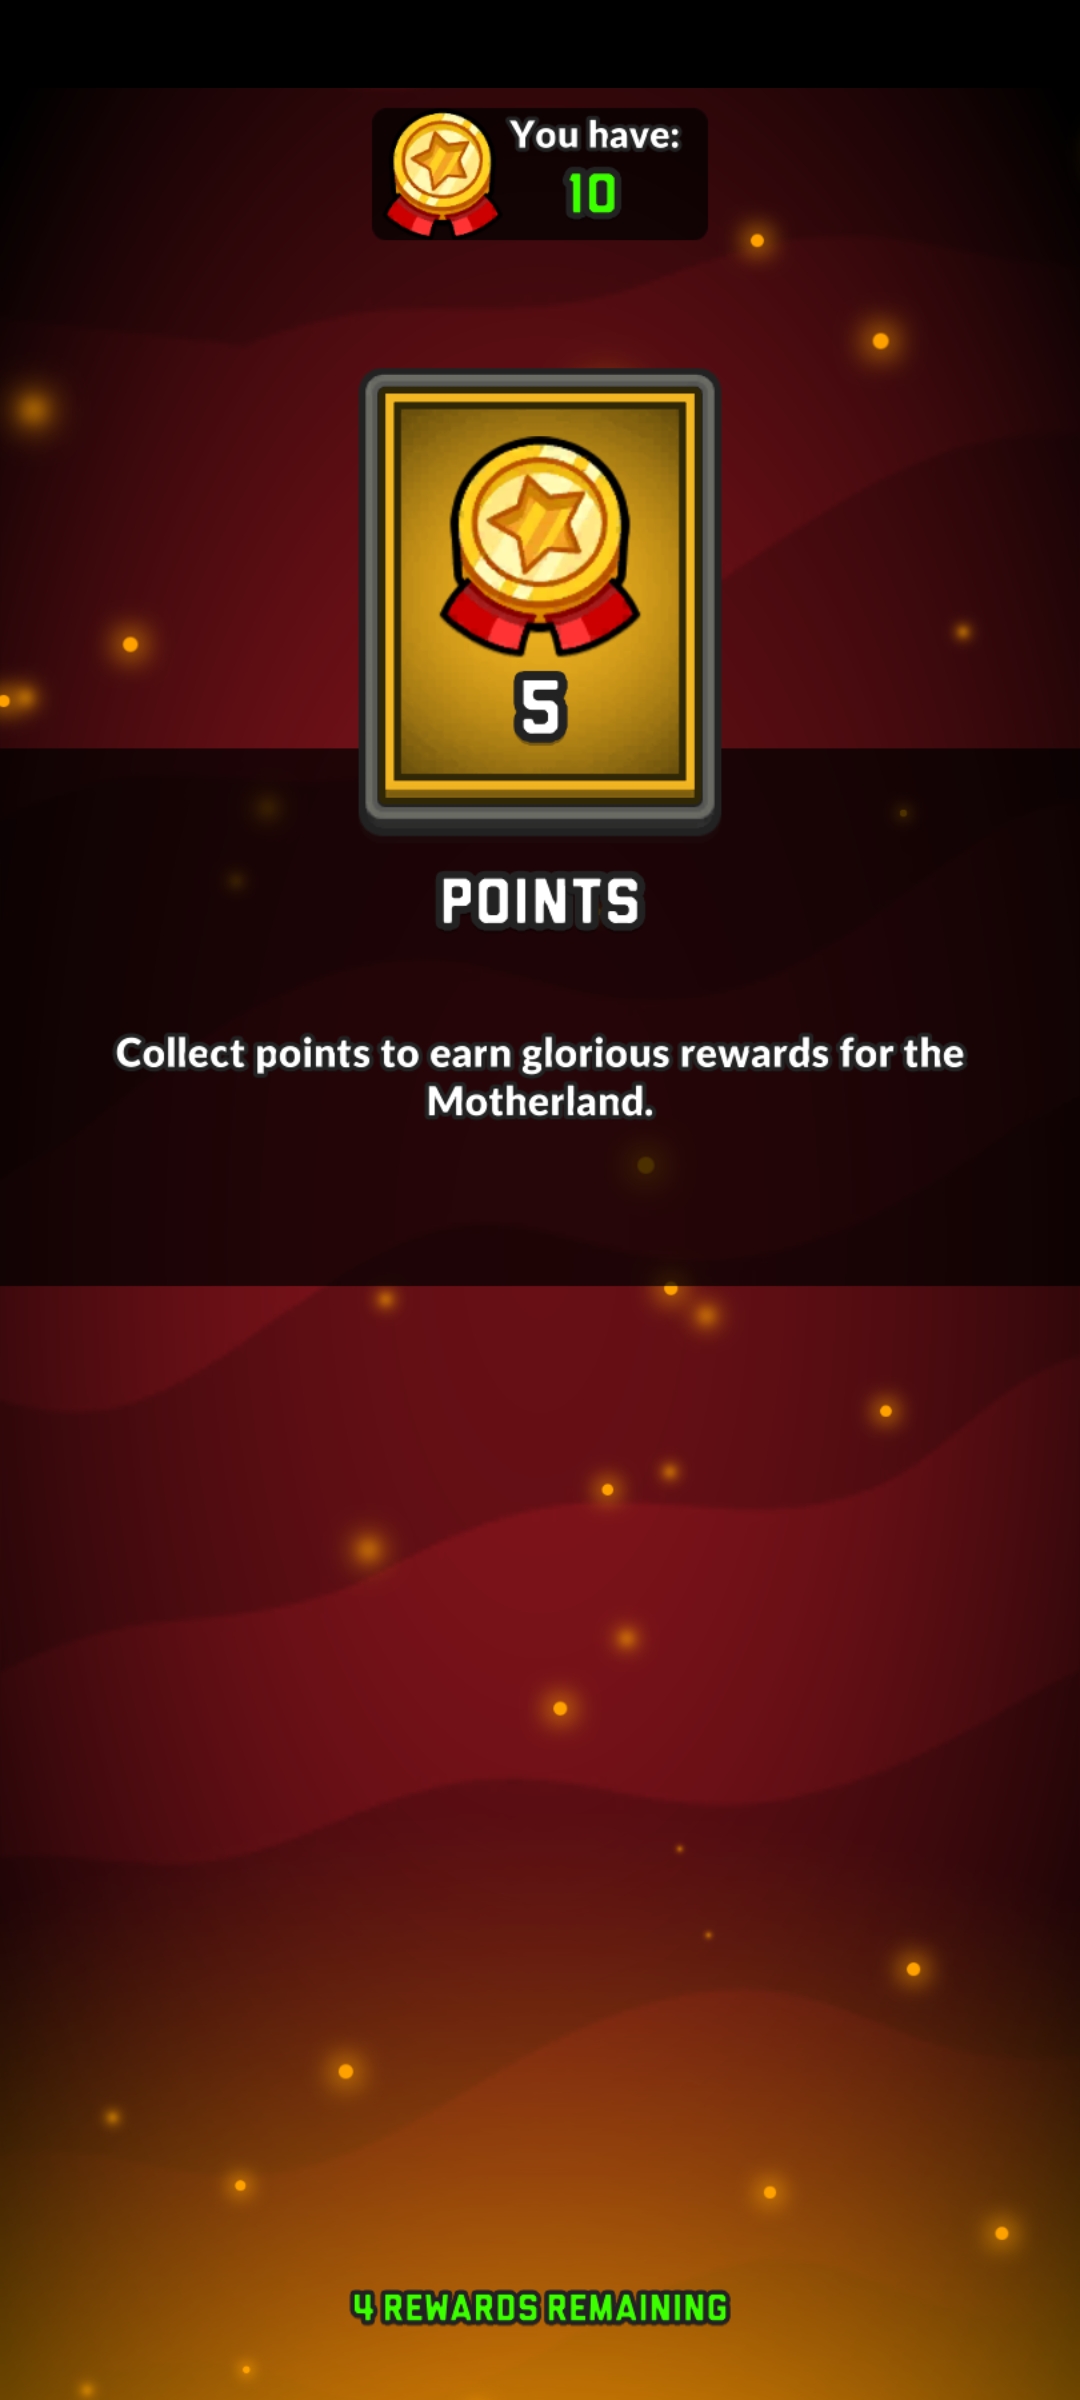 You have:
10
5
POINTS
Collect points to earn glorious rewards for the
Motherland.
4 REWARDS REMAINING